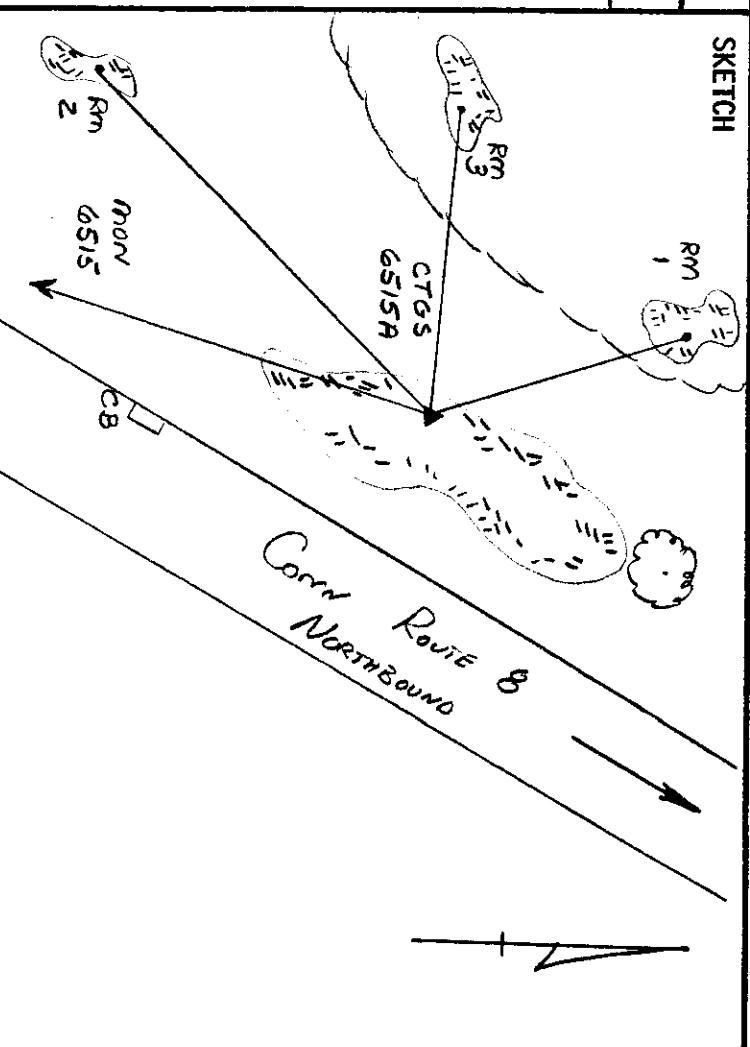 SKETCH
RM
1
RM
3
RM
2
CTGS
6515A
MON
6515
CB
CONN ROUTE 8
NORTHBOUND